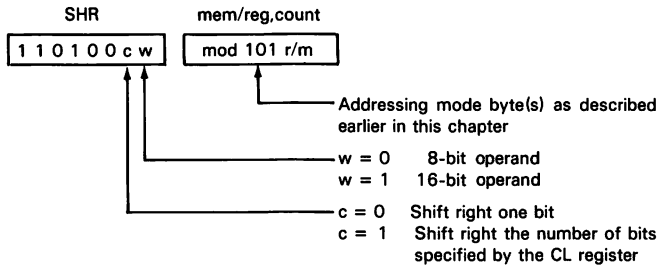 SHR mem/reg,count
1 1 0 1 0 0 c w mod 101 r/m
Addressing mode byte(s) as described
earlier in this chapter
w = 0 8-bit operand
w = 1 16-bit operand
c = 0 Shift right one bit
c = 1 Shift right the number of bits
specified by the CL register